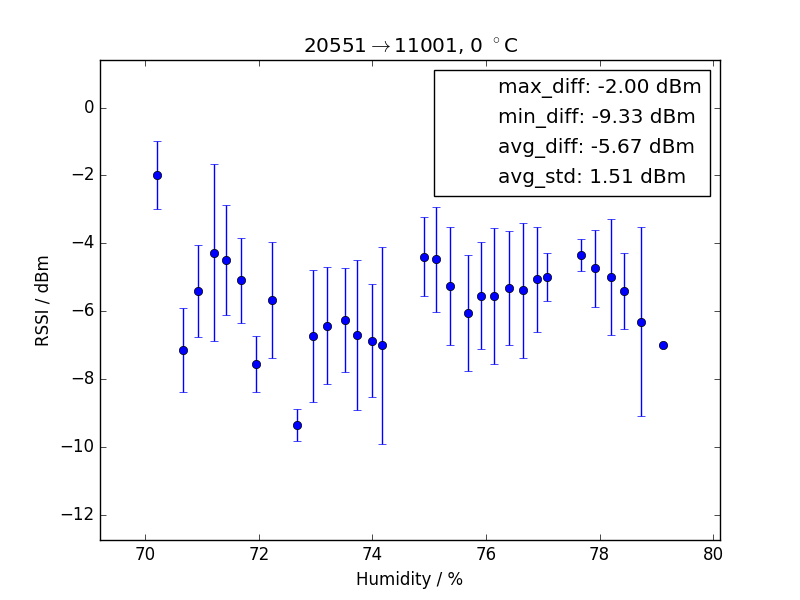 20551→11001, 0 °C
max_diff: -2.00 dBm
min_diff: -9.33 dBm
avg_diff: -5.67 dBm
avg_std: 1.51 dBm
0
−2
−4
−6
−8
−10
−12
RSSI / dBm
70 72 74 76 78 80
Humidity / %